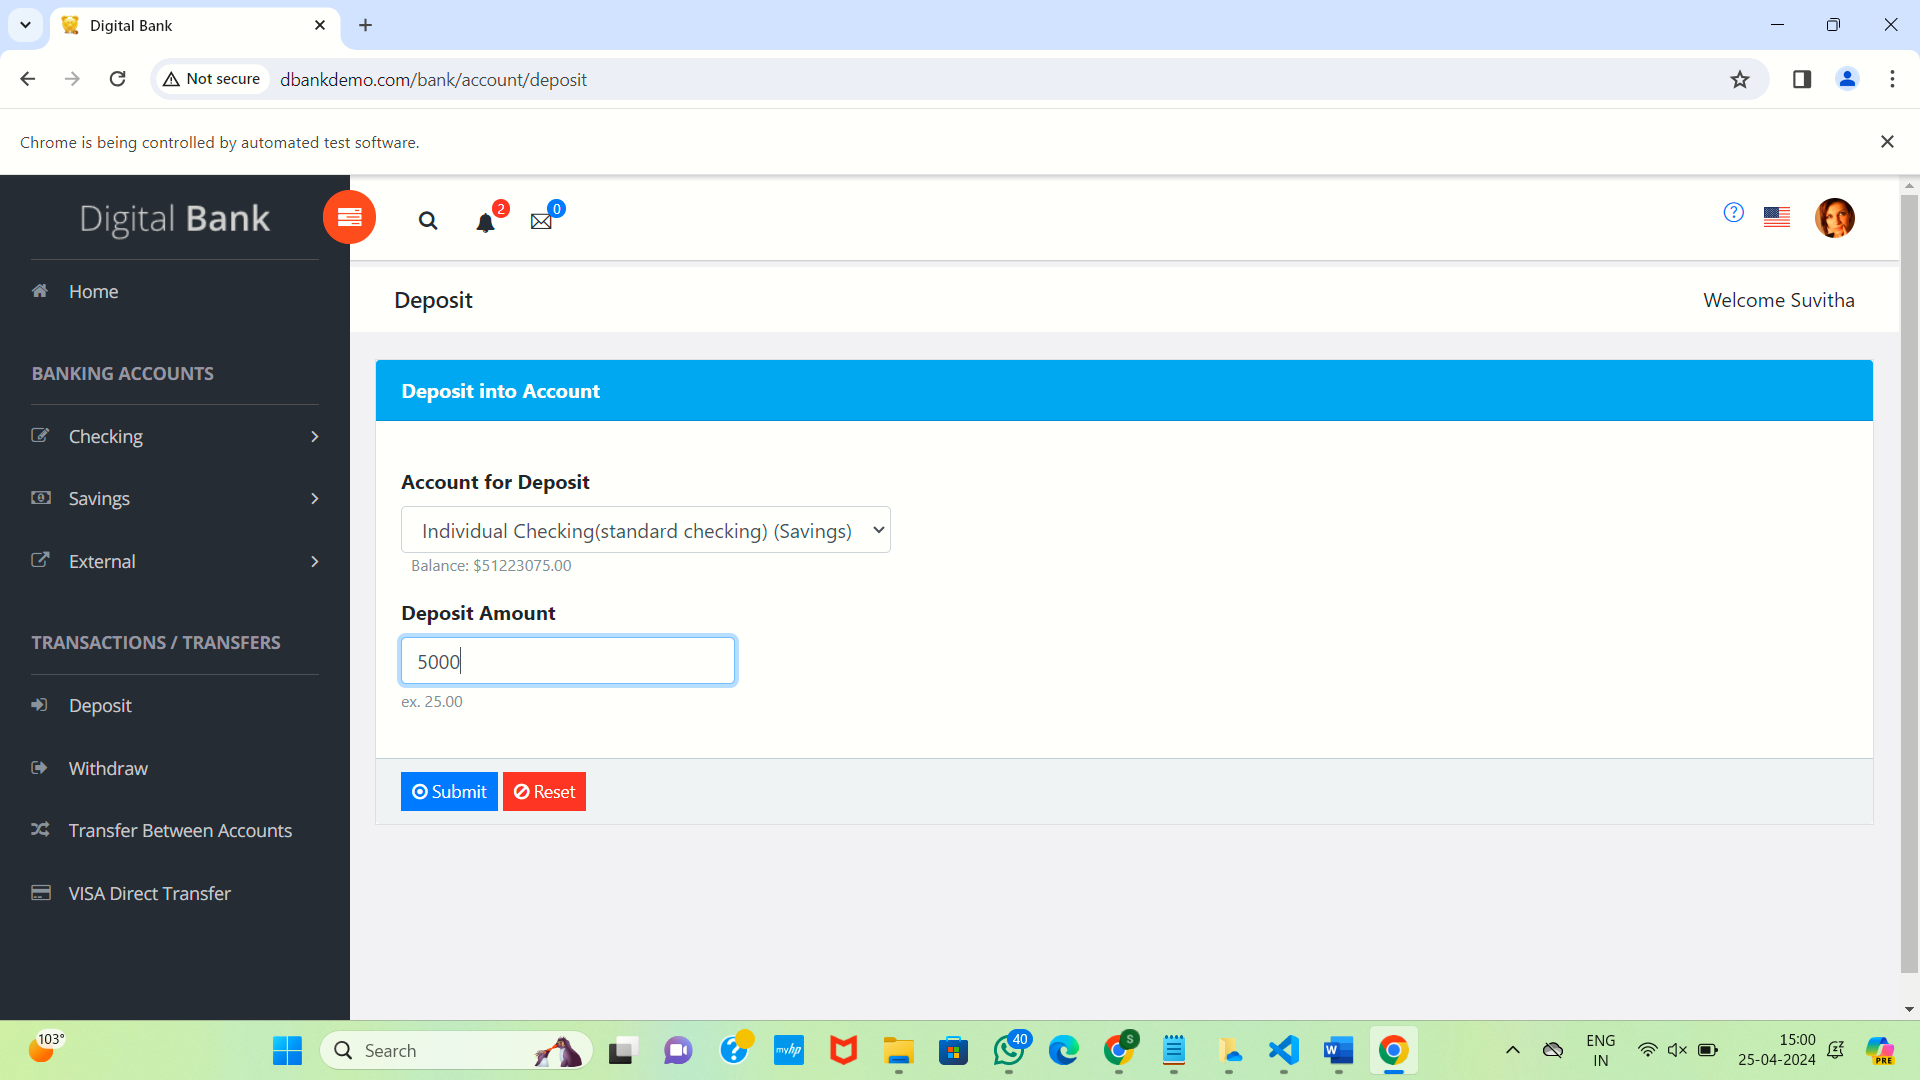 Digital Bank
Not secure
dbankdemo.com/bank/account/deposit
Chrome is being controlled by automated test software.
Digital Bank
2
0
Home
Deposit
Welcome Suvitha
BANKING ACCOUNTS
Deposit into Account
Checking
Account for Deposit
Savings
Individual Checking(standard checking) (Savings)
External
Balance: $51223075.00
Deposit Amount
TRANSACTIONS / TRANSFERS
5000
Deposit
ex. 25.00
Withdraw
Submit
Reset
Transfer Between Accounts
VISA Direct Transfer
103°
Search
myhp
40
S
W
ENG
IN
15:00
25-04-2024
PRE